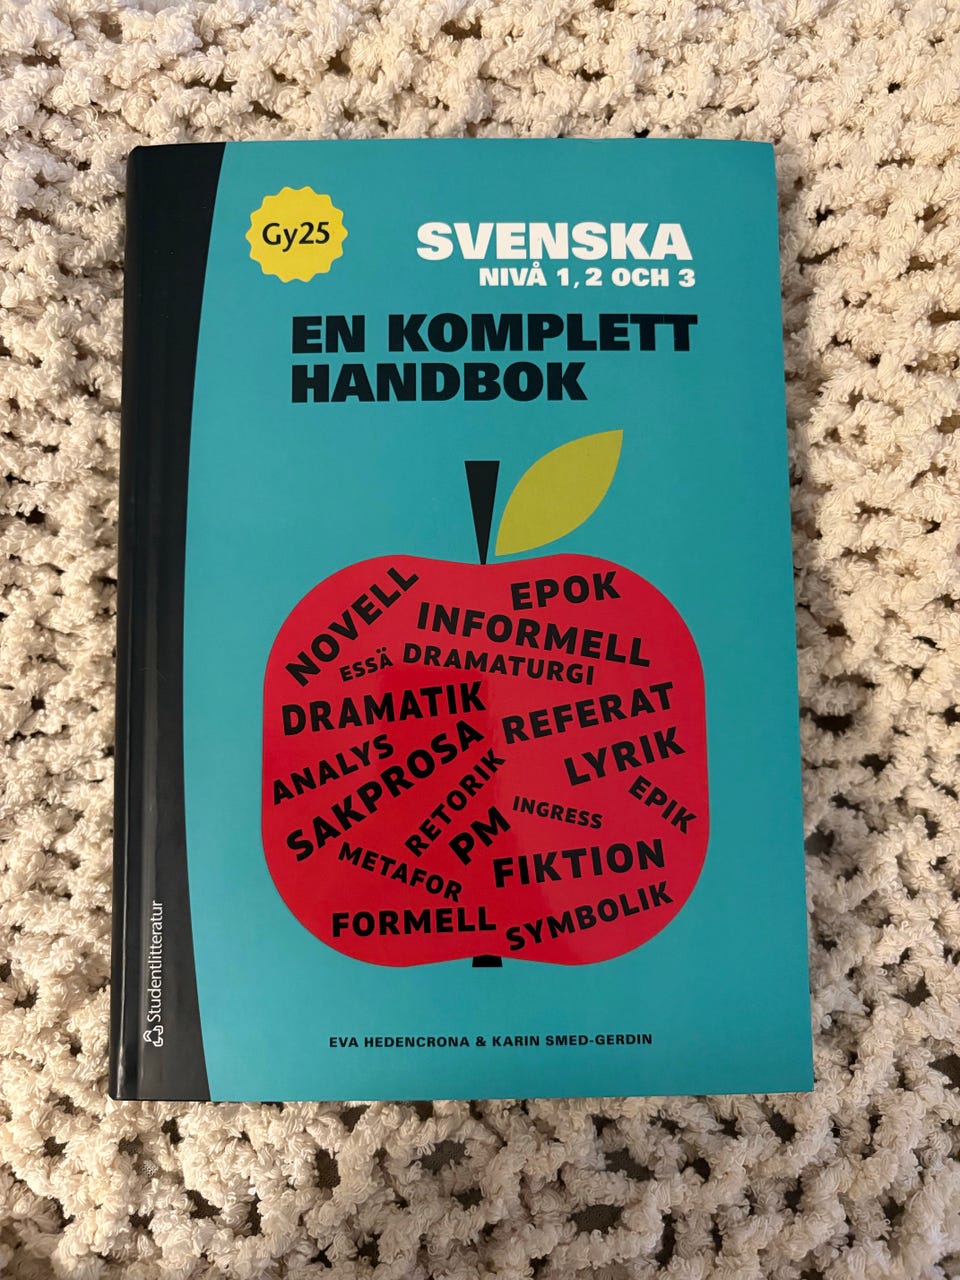 Gy25
SVENSKA
NIVÅ 1, 2 OCH 3
EN KOMPLETT
HANDBOK
NOVELL
EPOK
INFORMELL
ESSÄ
DRAMATURGI
DRAMATIK
REFERAT
ANALYS
SAKPROSA
LYRIK
RETORIK
EPIK
INGRESS
PM
METAFOR
FIKTION
FORMELL
SYMBOLIK
Studentlitteratur
EVA HEDENCRONA & KARIN SMED-GERDIN